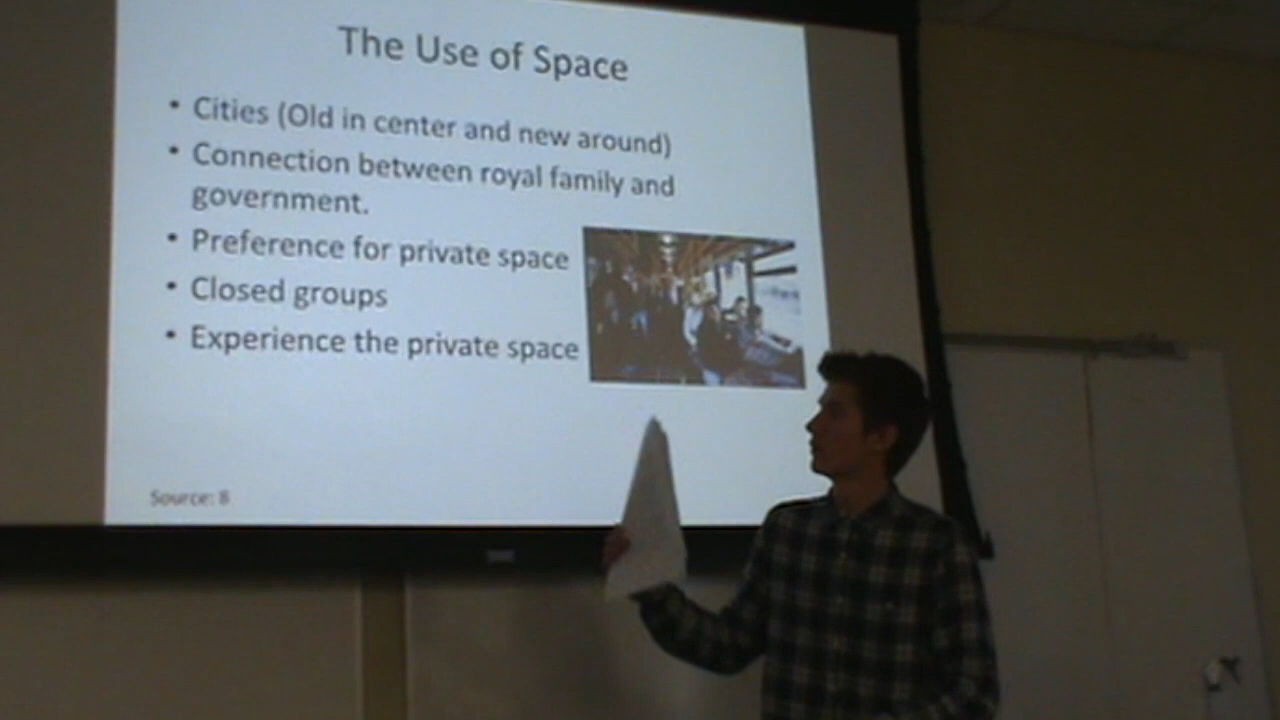 The Use of Space
• Cities (Old in center and new around)
• Connection between royal family and
government.
• Preference for private space
• Closed groups
• Experience the private space
Source: 8